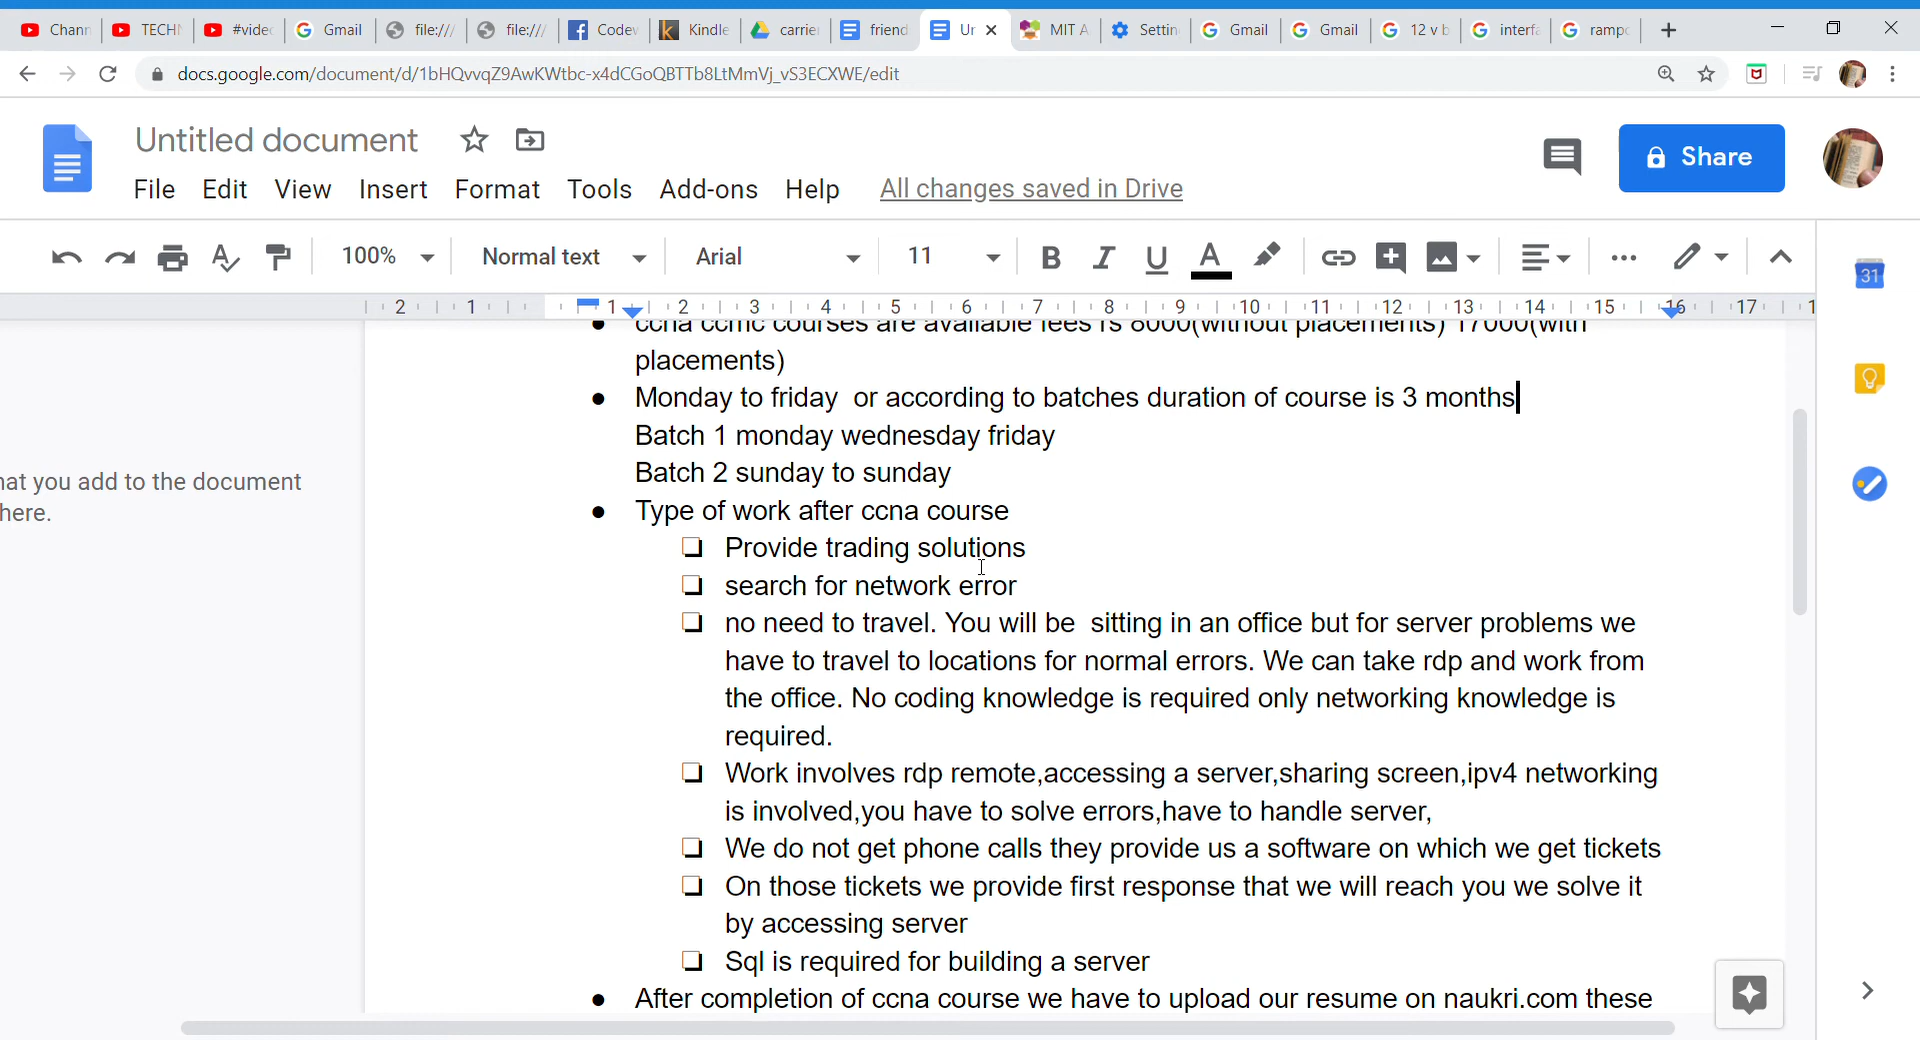 Chann TECHN #vide Gmail file:/// file:/// Codev Kindle carrie friend Ur MIT A Settin Gmail Gmail 12 v b interfa rampo
docs.google.com/document/d/1bHQvvqZ9AwKWtbc-x4dCGoQBTTb8LtMmVj_vS3ECXWE/edit
Untitled document
Share
File Edit View Insert Format Tools Add-ons Help All changes saved in Drive
100% Normal text Arial 11 B I U A
31
2 1 1 2 3 4 5 6 7 8 9 10 11 12 13 14 15 16 17 1
ccna ccmc courses are available fees rs 8000(without placements) 17000(with
placements)
● Monday to friday  or according to batches duration of course is 3 months
Batch 1 monday wednesday friday
Batch 2 sunday to sunday
hat you add to the document
here.
● Type of work after ccna course
❏ Provide trading solutions
❏ search for network error
❏ no need to travel. You will be  sitting in an office but for server problems we
have to travel to locations for normal errors. We can take rdp and work from
the office. No coding knowledge is required only networking knowledge is
required.
❏ Work involves rdp remote,accessing a server,sharing screen,ipv4 networking
is involved,you have to solve errors,have to handle server,
❏ We do not get phone calls they provide us a software on which we get tickets
❏ On those tickets we provide first response that we will reach you we solve it
by accessing server
❏ Sql is required for building a server
● After completion of ccna course we have to upload our resume on naukri.com these